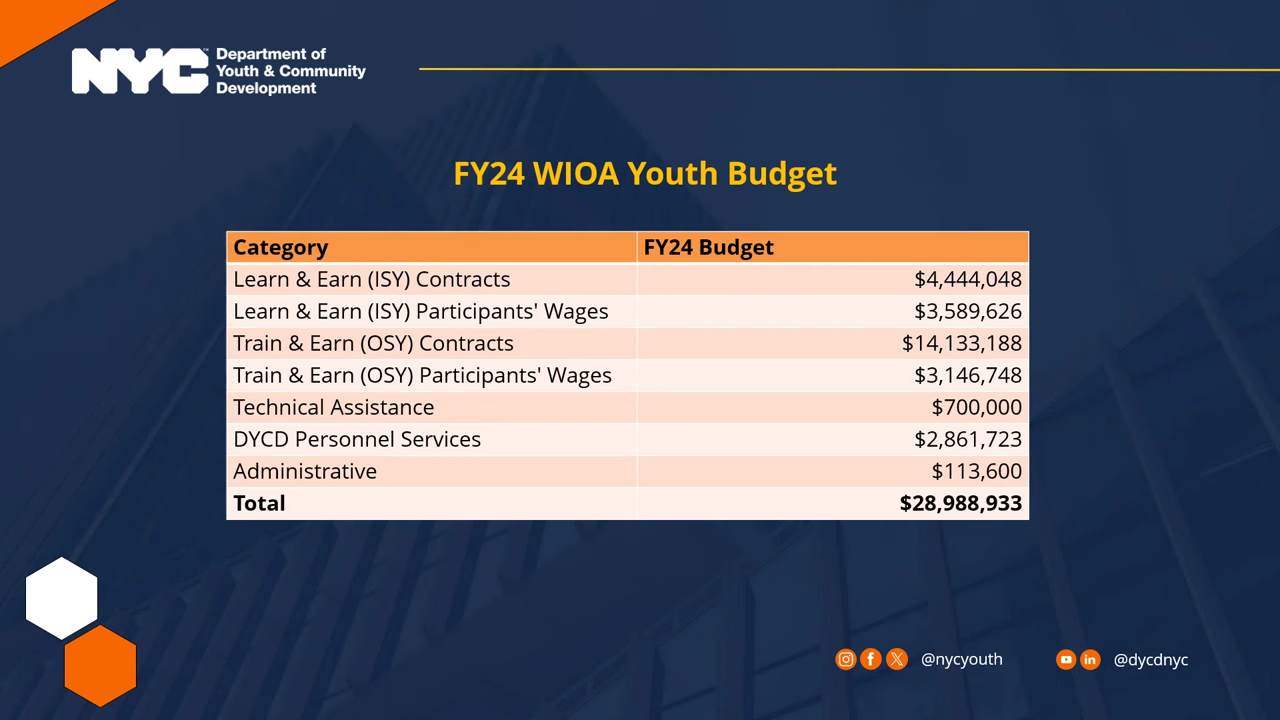 NYC
Department of
Youth & Community
Development
FY24 WIOA Youth Budget
Category FY24 Budget
Learn & Earn (ISY) Contracts $4,444,048
Learn & Earn (ISY) Participants' Wages $3,589,626
Train & Earn (OSY) Contracts $14,133,188
Train & Earn (OSY) Participants' Wages $3,146,748
Technical Assistance $700,000
DYCD Personnel Services $2,861,723
Administrative $113,600
Total $28,988,933
@nycyouth @dycdnyc